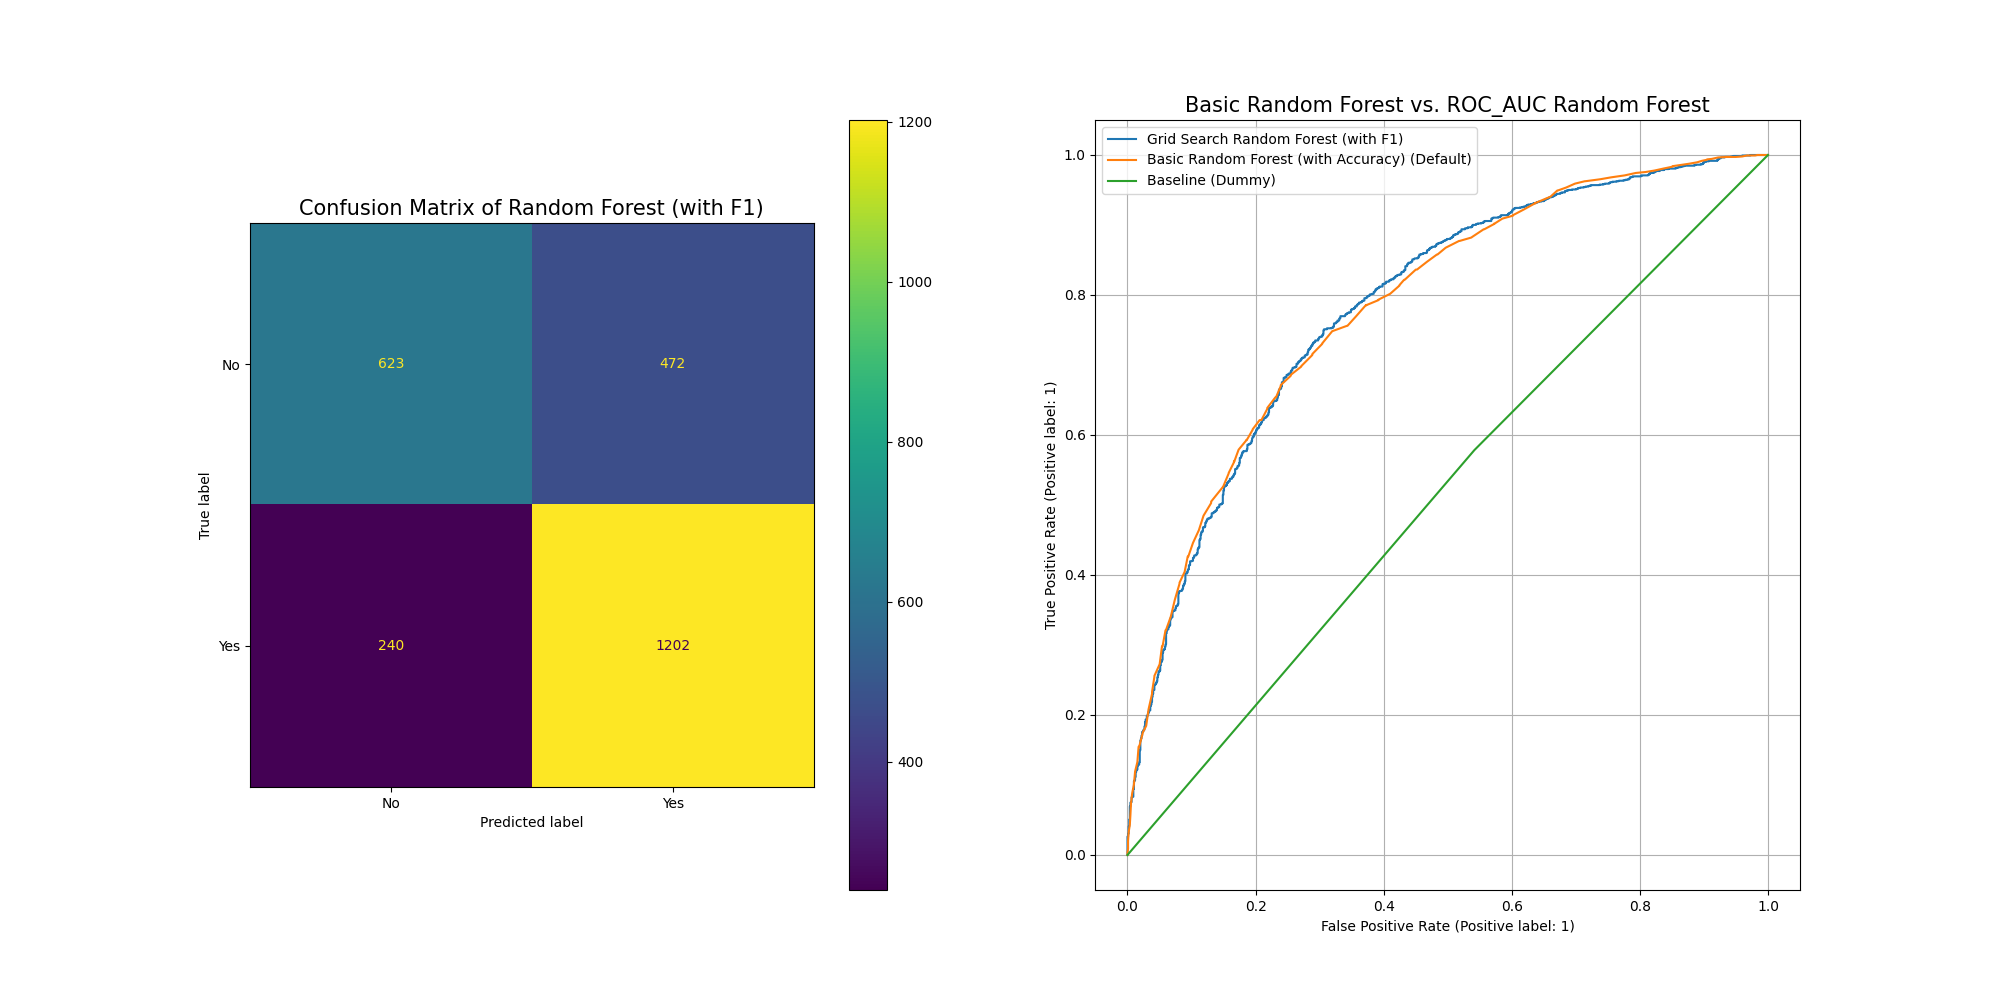 Confusion Matrix of Random Forest (with F1)
True label
No
Yes
623
472
240
1202
No
Yes
Predicted label
1200
1000
800
600
400
Basic Random Forest vs. ROC_AUC Random Forest
Grid Search Random Forest (with F1)
Basic Random Forest (with Accuracy) (Default)
Baseline (Dummy)
True Positive Rate (Positive label: 1)
1.0
0.8
0.6
0.4
0.2
0.0
0.0
0.2
0.4
0.6
0.8
1.0
False Positive Rate (Positive label: 1)